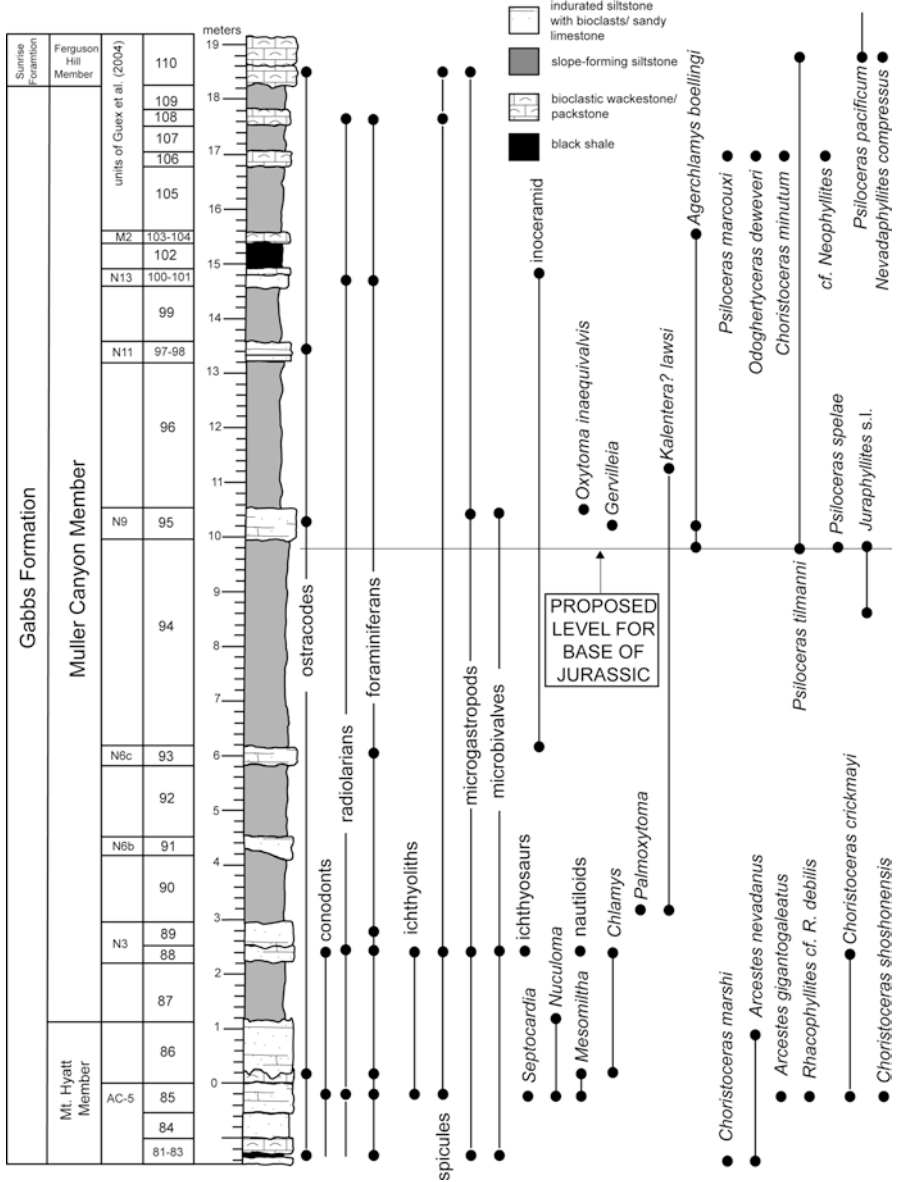 indurated siltstone
with bioclasts/ sandy
limestone
slope-forming siltstone
bioclastic wackestone/
packstone
black shale
meters
Sunrise
Foramtion
Ferguson
Hill
Member
units of Guex et al. (2004)
Gabbs Formation
Muller Canyon Member
Mt. Hyatt
Member
M2
N13
N11
N9
N6c
N6b
N3
AC-5
110
109
108
107
106
105
103-104
102
100-101
99
97-98
96
95
94
93
92
91
90
89
88
87
86
85
84
81-83
19
18
17
16
15
14
13
12
11
10
9
8
7
6
5
4
3
2
1
0
ostracodes
conodonts
radiolarians
foraminiferans
ichthyoliths
spicules
microgastropods
microbivalves
ichthyosaurs
Septocardia
inoceramid
Nuculoma
nautiloids
Mesomiltha
Oxytoma inaequivalvis
Gervilleia
Chlamys
Palmoxytoma
Kalentera? lawsi
Agerchlamys boellingi
PROPOSED
LEVEL FOR
BASE OF
JURASSIC
Psiloceras marcouxi
Odoghertyceras deweveri
Choristoceras minutum
cf. Neophyllites
Psiloceras pacificum
Nevadaphyllites compressus
Psiloceras tilmanni
Psiloceras spelae
Juraphyllites s.l.
Choristoceras marshi
Arcestes nevadanus
Arcestes gigantogaleatus
Rhacophyllites cf. R. debilis
Choristoceras crickmayi
Choristoceras shoshonensis